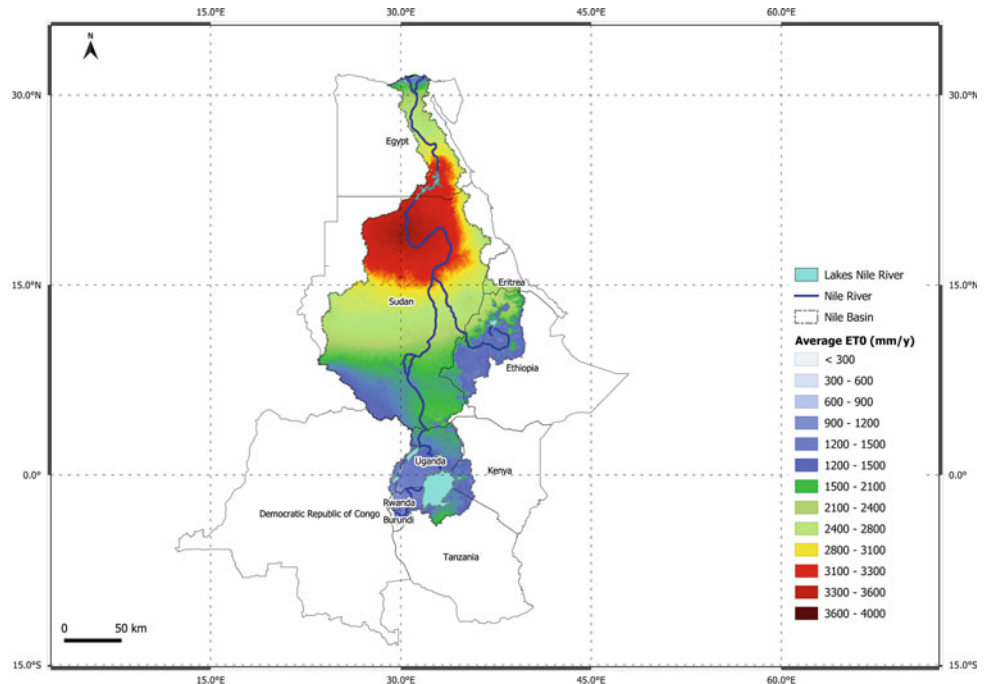 15.0°E 30.0°E 45.0°E 60.0°E
N
30.0°N 30.0°N
Egypt
15.0°N 15.0°N
Eritrea
Sudan
Ethiopia
Lakes Nile River
Nile River
Nile Basin
Average ET0 (mm/y)
< 300
300 - 600
600 - 900
900 - 1200
1200 - 1500
1200 - 1500
1500 - 2100
2100 - 2400
2400 - 2800
2800 - 3100
3100 - 3300
3300 - 3600
3600 - 4000
Uganda
0.0° Kenya 0.0°
Rwanda
Democratic Republic of Congo
Burundi
Tanzania
0 50 km
15.0°S 15.0°S
15.0°E 30.0°E 45.0°E 60.0°E